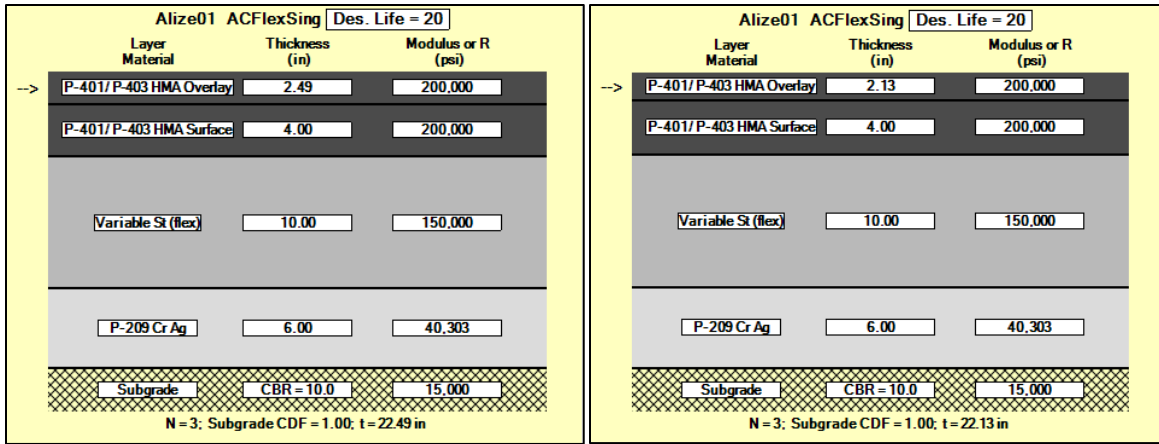 Alize01 ACFlexSing Des. Life = 20
Layer Material Thickness (in) Modulus or R (psi)
--> P-401/ P-403 HMA Overlay 2.49 200,000
P-401/ P-403 HMA Surface 4.00 200,000
Variable St (flex) 10.00 150,000
P-209 Cr Ag 6.00 40,303
Subgrade CBR = 10.0 15,000
N = 3; Subgrade CDF = 1.00; t = 22.49 in
Alize01 ACFlexSing Des. Life = 20
Layer Material Thickness (in) Modulus or R (psi)
--> P-401/ P-403 HMA Overlay 2.13 200,000
P-401/ P-403 HMA Surface 4.00 200,000
Variable St (flex) 10.00 150,000
P-209 Cr Ag 6.00 40,303
Subgrade CBR = 10.0 15,000
N = 3; Subgrade CDF = 1.00; t = 22.13 in